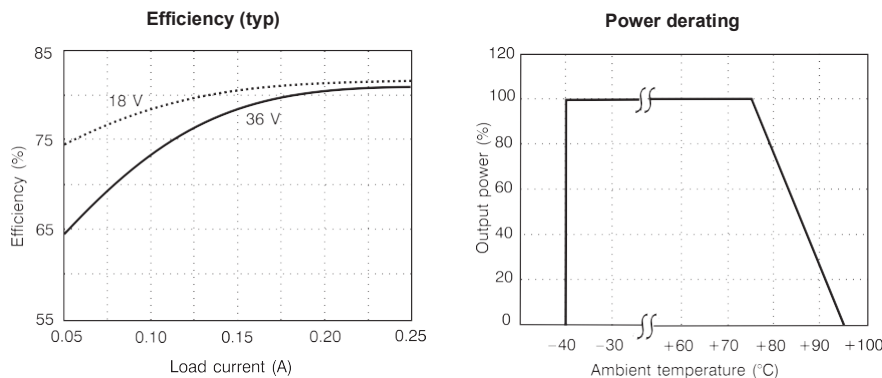 Efficiency (typ)
85
75
65
55
Efficiency (%)
18 V
36 V
0.05 0.10 0.15 0.20 0.25
Load current (A)
Power derating
120
100
80
60
40
20
0
Output power (%)
−40 −30 +60 +70 +80 +90 +100
Ambient temperature (°C)